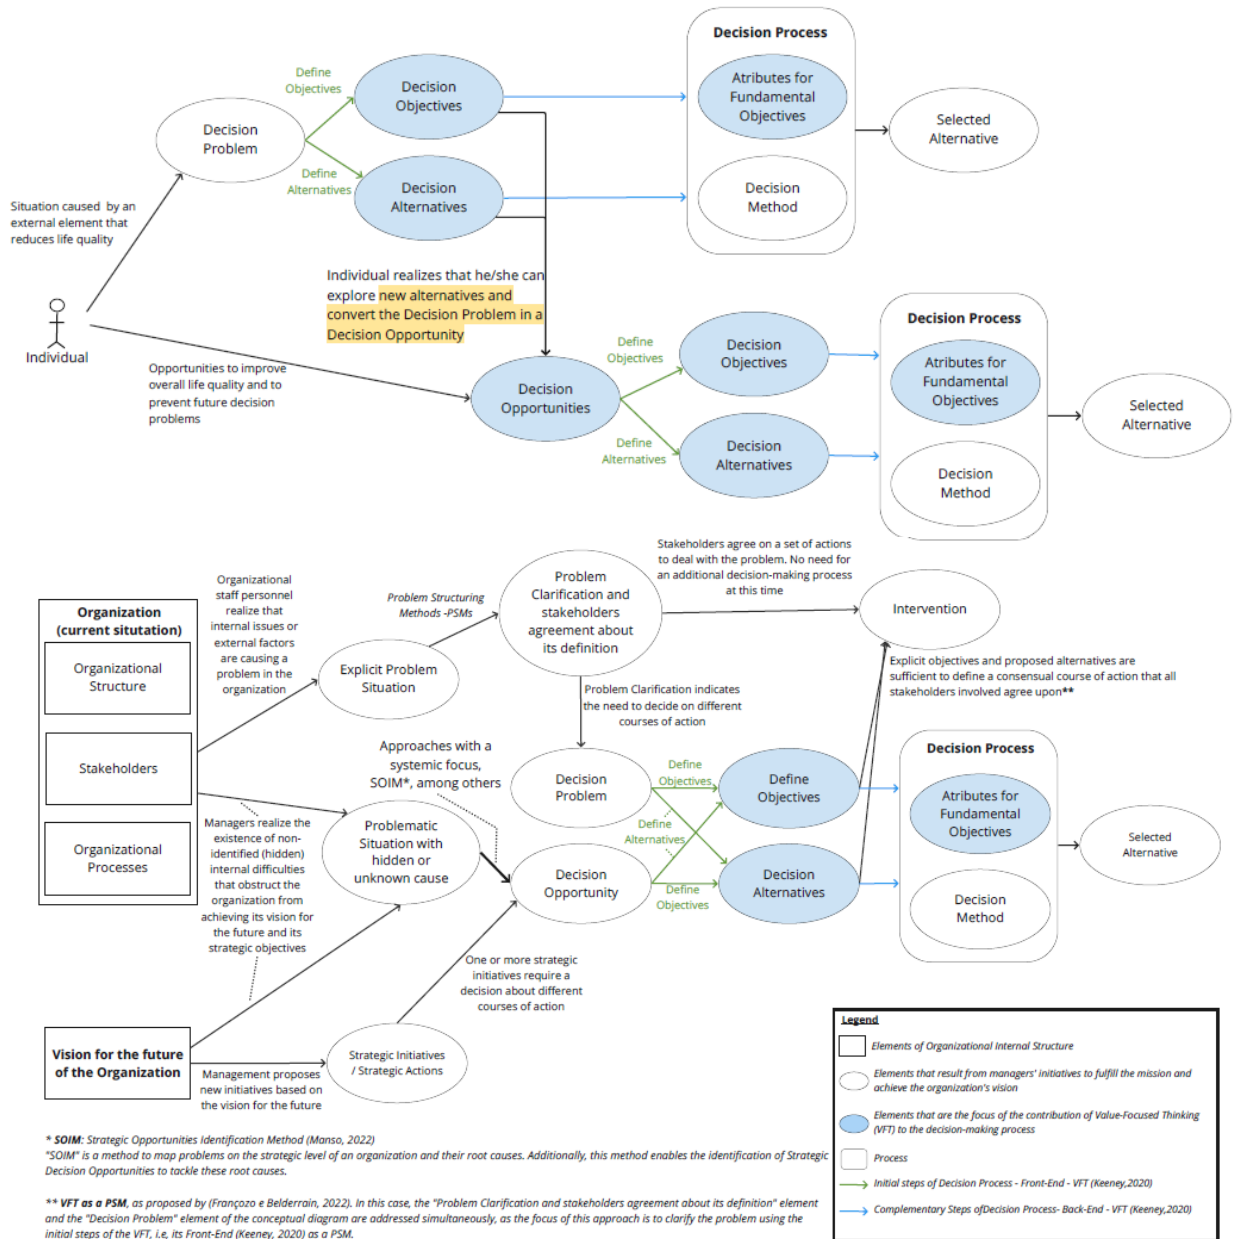 Decision Process
Define
Objectives
Decision
Objectives
Atributes for
Fundamental
Objectives
Decision
Problem
Selected
Alternative
Define
Alternatives
Decision
Alternatives
Decision
Method
Situation caused by an
external element that
reduces life quality
Individual realizes that he/she can
explore new alternatives and
convert the Decision Problem in a
Decision Opportunity
Individual
Opportunities to improve
overall life quality and to
prevent future decision
problems
Decision
Opportunities
Define
Objectives
Decision
Objectives
Define
Alternatives
Decision
Alternatives
Decision Process
Atributes for
Fundamental
Objectives
Decision
Method
Selected
Alternative
Organization
(current situtation)
Organizational
Structure
Stakeholders
Organizational
Processes
Organizational
staff personnel
realize that
internal issues or
external factors
are causing a
problem in the
organization
Explicit Problem
Situation
Problem Structuring
Methods -PSMs
Problem
Clarification and
stakeholders
agreement about
its definition
Stakeholders agree on a set of actions
to deal with the problem. No need for
an additional decision-making process
at this time
Intervention
Explicit objectives and proposed alternatives are
sufficient to define a consensual course of action that all
stakeholders involved agree upon**
Problem Clarification indicates
the need to decide on different
courses of action
Approaches with a
systemic focus,
SOIM*, among others
Managers realize the
existence of non-
identified (hidden)
internal difficulties
that obstruct the
organization from
achieving its vision for
the future and its
strategic objectives
Problematic
Situation with
hidden or
unknown cause
Decision
Problem
Decision
Opportunity
Define
Objectives
Define
Alternatives
Define
Objectives
Define
Objectives
Decision
Alternatives
Decision Process
Atributes for
Fundamental
Objectives
Decision
Method
Selected
Alternative
One or more strategic
initiatives require a
decision about different
courses of action
Vision for the future
of the Organization
Management proposes
new initiatives based on
the vision for the future
Strategic Initiatives
/ Strategic Actions
Legend
Elements of Organizational Internal Structure
Elements that result from managers' initiatives to fulfill the mission and
achieve the organization's vision
Elements that are the focus of the contribution of Value-Focused Thinking
(VFT) to the decision-making process
Process
Initial steps of Decision Process - Front-End - VFT (Keeney,2020)
Complementary Steps ofDecision Process- Back-End - VFT (Keeney,2020)
* SOIM: Strategic Opportunities Identification Method (Manso, 2022)
"SOIM" is a method to map problems on the strategic level of an organization and their root causes. Additionally, this method enables the identification of Strategic
Decision Opportunities to tackle these root causes.
** VFT as a PSM, as proposed by (Françozo e Belderrain, 2022). In this case, the "Problem Clarification and stakeholders agreement about its definition" element
and the "Decision Problem" element of the conceptual diagram are addressed simultaneously, as the focus of this approach is to clarify the problem using the
initial steps of the VFT, i.e, its Front-End (Keeney, 2020) as a PSM.